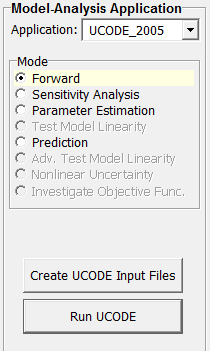 Model-Analysis Application
Application: UCODE_2005
Mode
Forward
Sensitivity Analysis
Parameter Estimation
Test Model Linearity
Prediction
Adv. Test Model Linearity
Nonlinear Uncertainty
Investigate Objective Func.
Create UCODE Input Files
Run UCODE